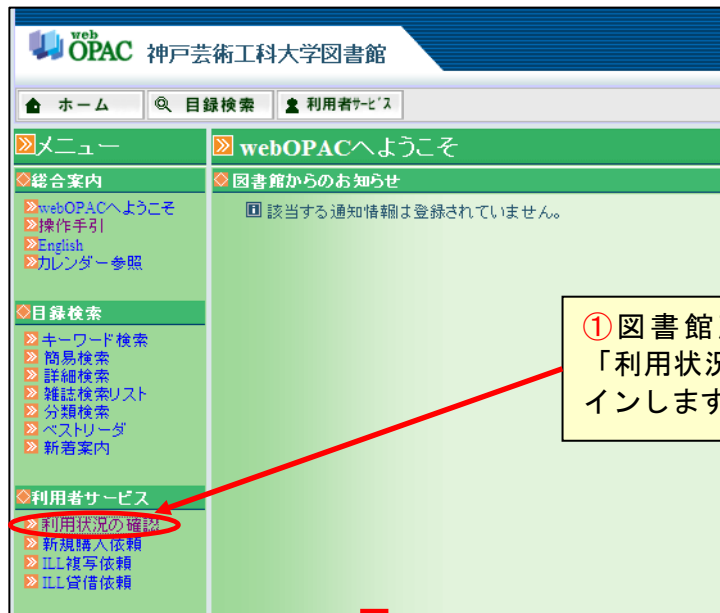 web
OPAC 神戸芸術工科大学図書館
ホーム 目録検索 利用者ｻｰﾋﾞｽ
メニュー
総合案内
webOPACへようこそ
操作手引
English
カレンダー参照
目録検索
キーワード検索
簡易検索
詳細検索
雑誌検索リスト
分類検索
ベストリーダ
新着案内
利用者サービス
利用状況の確認
新規購入依頼
ILL複写依頼
ILL貸借依頼
webOPACへようこそ
図書館からのお知らせ
該当する通知情報は登録されていません。
①図書館
「利用状況
インします